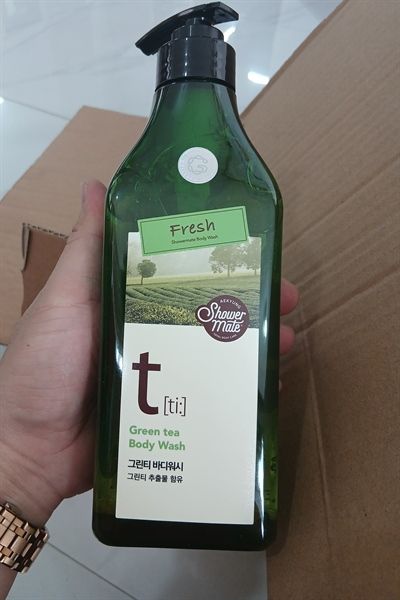 G
Fresh
Showermate Body Wash
AEKYUNG
Shower
Mate
t [ti:]
Green tea
Body Wash
그린티 바디워시
그린티 추출물 함유